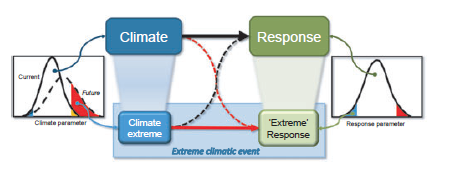 Climate
Response
Current
Future
Climate parameter
Climate
extreme
'Extreme'
Response
Response parameter
Extreme climatic event